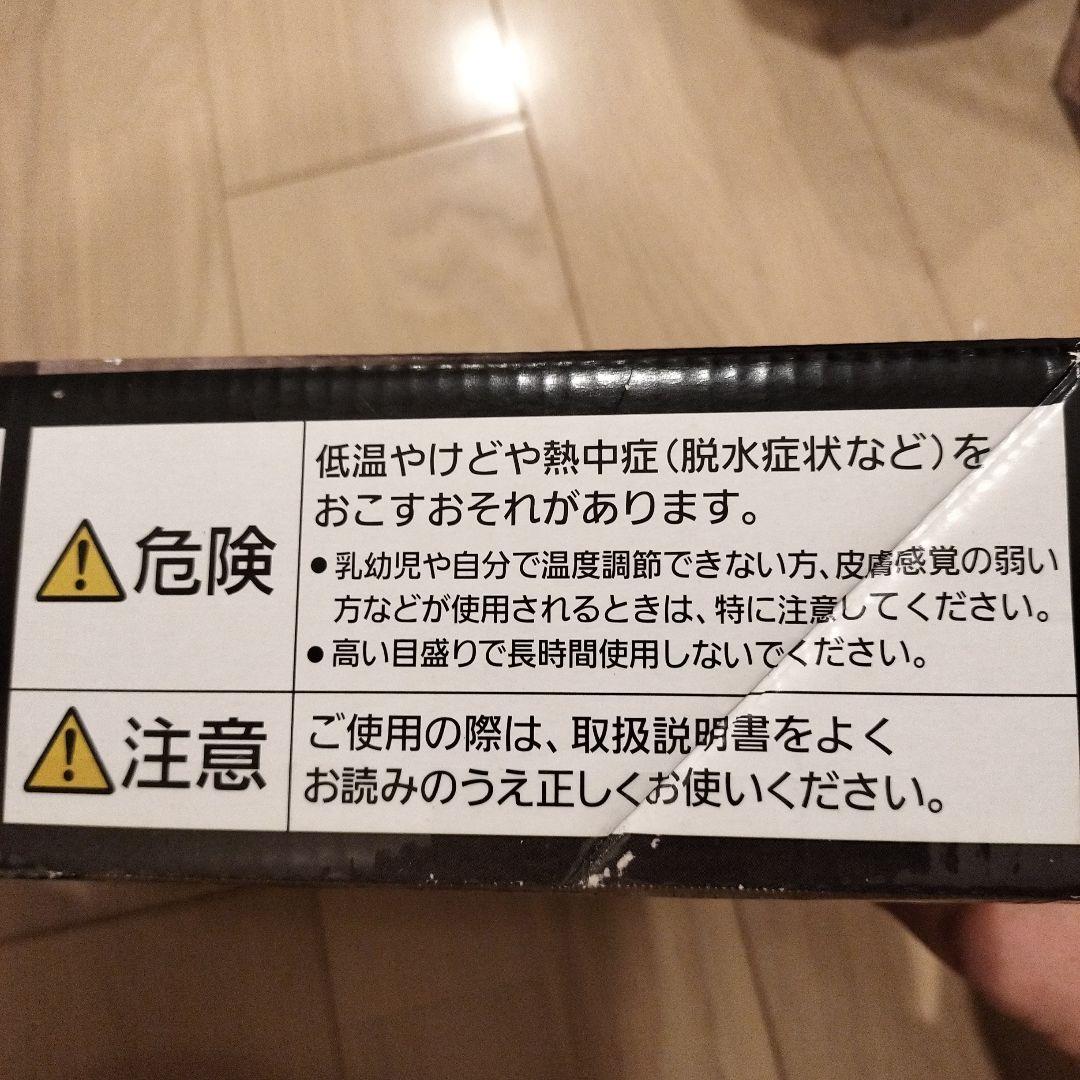 ⚠危険
低温やけどや熱中症(脱水症状など)を
おこすおそれがあります。
●乳幼児や自分で温度調節できない方、皮膚感覚の弱い
方などが使用されるときは、特に注意してください。
●高い目盛りで長時間使用しないでください。
⚠注意
ご使用の際は、取扱説明書をよく
お読みのうえ正しくお使いください。